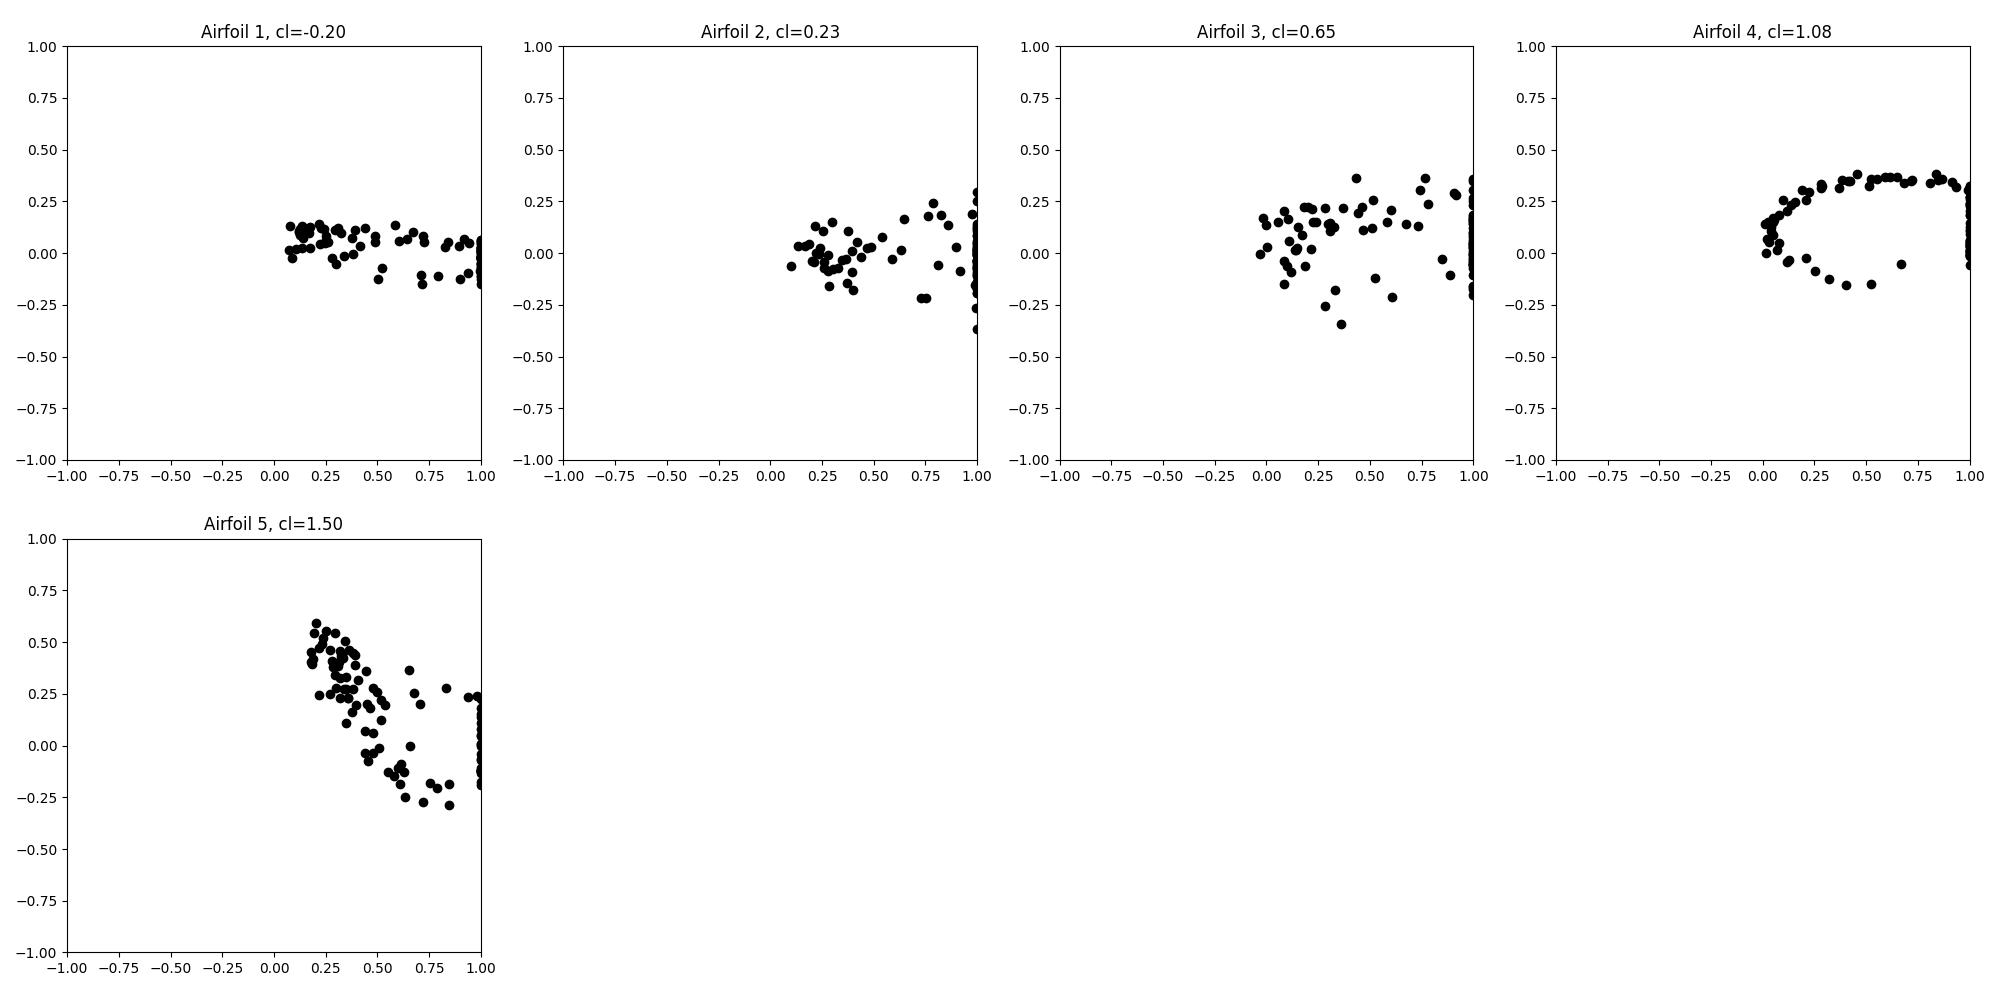 Airfoil 1, cl=-0.20
Airfoil 2, cl=0.23
Airfoil 3, cl=0.65
Airfoil 4, cl=1.08
1.00 1.00 1.00 1.00
0.75 0.75 0.75 0.75
0.50 0.50 0.50 0.50
0.25 0.25 0.25 0.25
0.00 0.00 0.00 0.00
−0.25 −0.25 −0.25 −0.25
−0.50 −0.50 −0.50 −0.50
−0.75 −0.75 −0.75 −0.75
−1.00 −1.00 −1.00 −1.00
−1.00 −0.75 −0.50 −0.25 0.00 0.25 0.50 0.75 1.00
−1.00 −0.75 −0.50 −0.25 0.00 0.25 0.50 0.75 1.00
−1.00 −0.75 −0.50 −0.25 0.00 0.25 0.50 0.75 1.00
−1.00 −0.75 −0.50 −0.25 0.00 0.25 0.50 0.75 1.00
Airfoil 5, cl=1.50
1.00
0.75
0.50
0.25
0.00
−0.25
−0.50
−0.75
−1.00
−1.00 −0.75 −0.50 −0.25 0.00 0.25 0.50 0.75 1.00